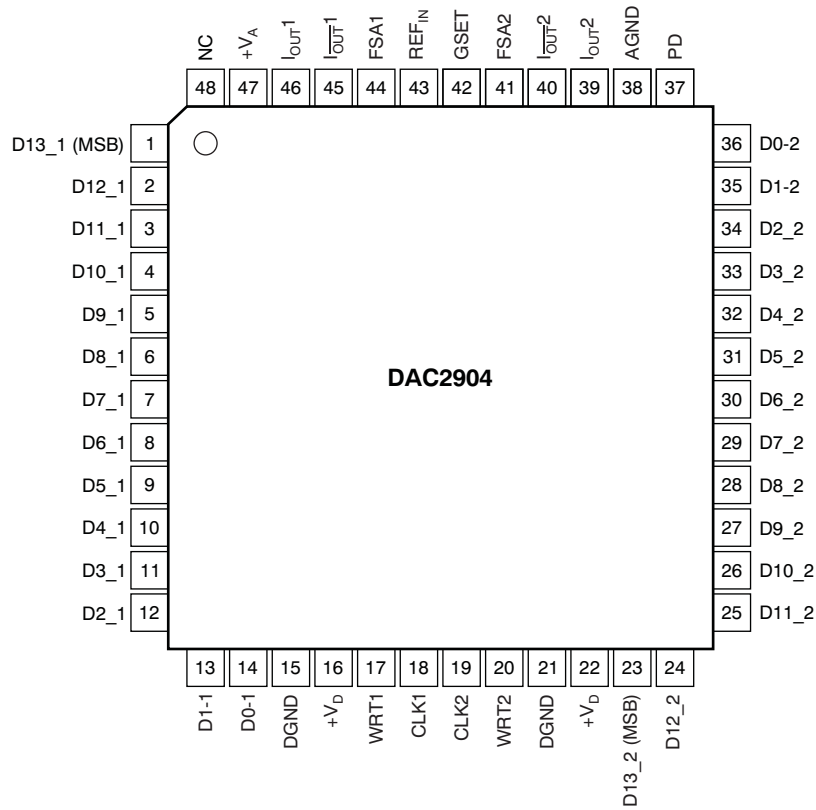 NC
+VA
IOUT1
I̅O̅U̅T̅1
FSA1
REFIN
GSET
FSA2
I̅O̅U̅T̅2
IOUT2
AGND
PD
48 47 46 45 44 43 42 41 40 39 38 37
D13_1 (MSB) 1
D12_1 2
D11_1 3
D10_1 4
D9_1 5
D8_1 6
D7_1 7
D6_1 8
D5_1 9
D4_1 10
D3_1 11
D2_1 12
DAC2904
36 D0-2
35 D1-2
34 D2_2
33 D3_2
32 D4_2
31 D5_2
30 D6_2
29 D7_2
28 D8_2
27 D9_2
26 D10_2
25 D11_2
13 14 15 16 17 18 19 20 21 22 23 24
D1-1
D0-1
DGND
+VD
WRT1
CLK1
CLK2
WRT2
DGND
+VD
D13_2 (MSB)
D12_2